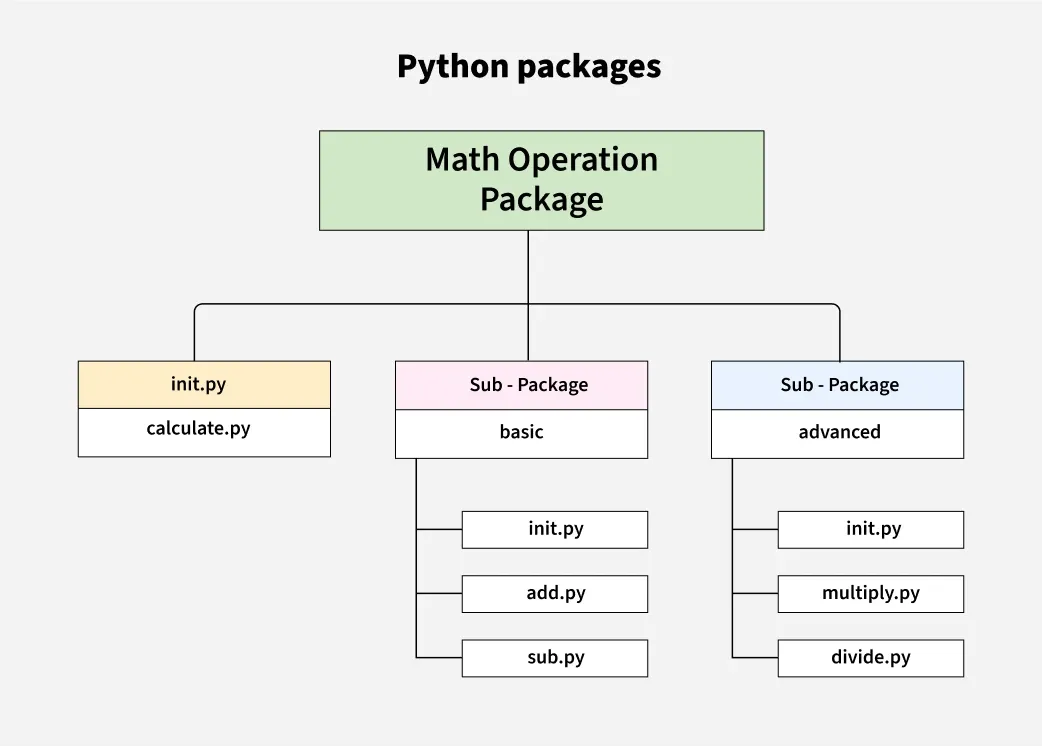 Python packages
Math Operation
Package
init.py
calculate.py
Sub - Package
basic
init.py
add.py
sub.py
Sub - Package
advanced
init.py
multiply.py
divide.py